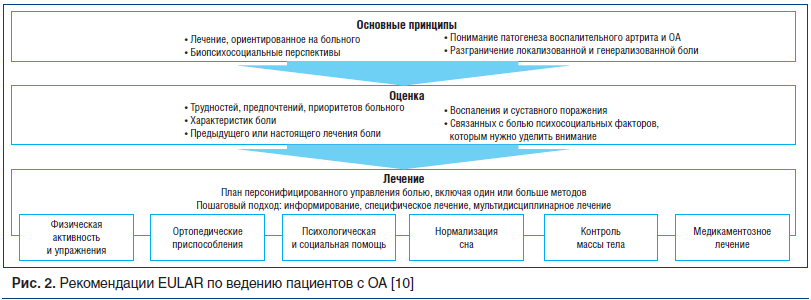 Основные принципы
• Лечение, ориентированное на больного
• Биопсихосоциальные перспективы
• Понимание патогенеза воспалительного артрита и ОА
• Разграничение локализованной и генерализованной боли
Оценка
• Трудностей, предпочтений, приоритетов больного
• Характеристик боли
• Предыдущего или настоящего лечения боли
• Воспаления и суставного поражения
• Связанных с болью психосоциальных факторов,
которым нужно уделить внимание
Лечение
План персонифицированного управления болью, включая один или больше методов
Пошаговый подход: информирование, специфическое лечение, мультидисциплинарное лечение
Физическая
активность
и упражнения
Ортопедические
приспособления
Психологическая
и социальная помощь
Нормализация
сна
Контроль
массы тела
Медикаментозное
лечение
Рис. 2. Рекомендации EULAR по ведению пациентов с ОА [10]